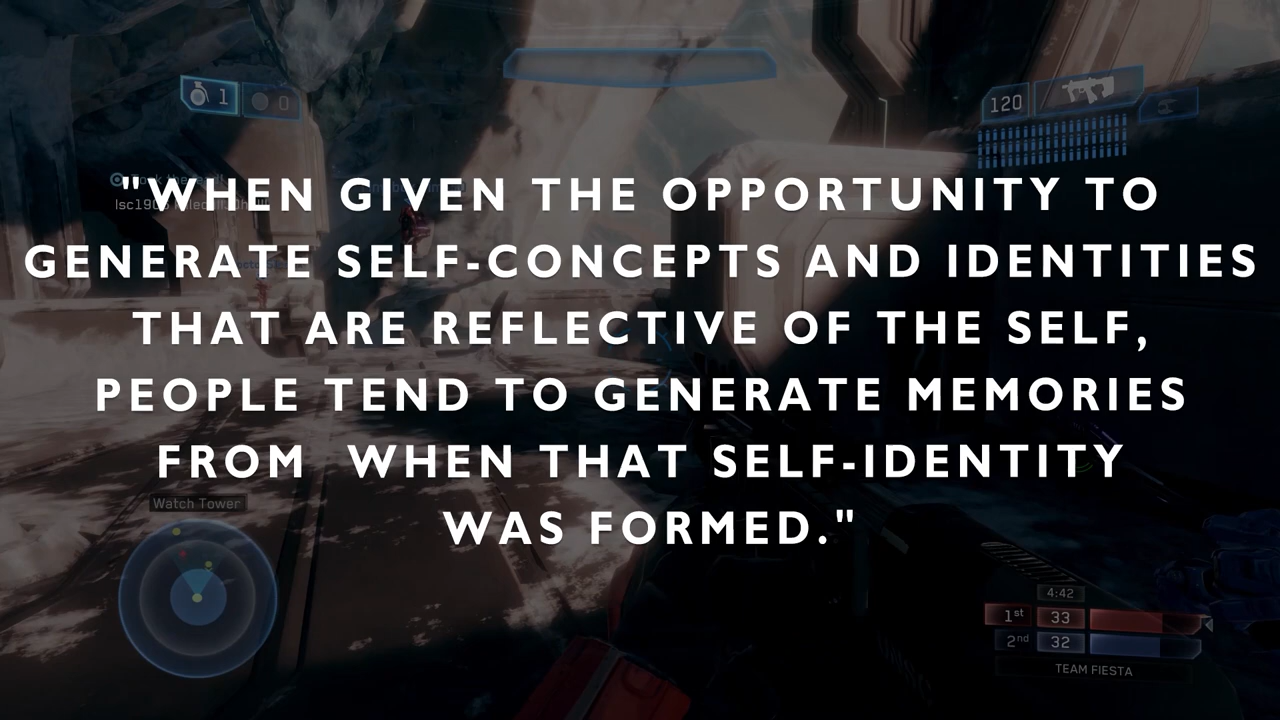 1
0
120
"WHEN GIVEN THE OPPORTUNITY TO
GENERATE SELF-CONCEPTS AND IDENTITIES
THAT ARE REFLECTIVE OF THE SELF,
PEOPLE TEND TO GENERATE MEMORIES
FROM WHEN THAT SELF-IDENTITY
WAS FORMED."
Watch Tower
4:42
1st 33
2nd 32
TEAM FIESTA